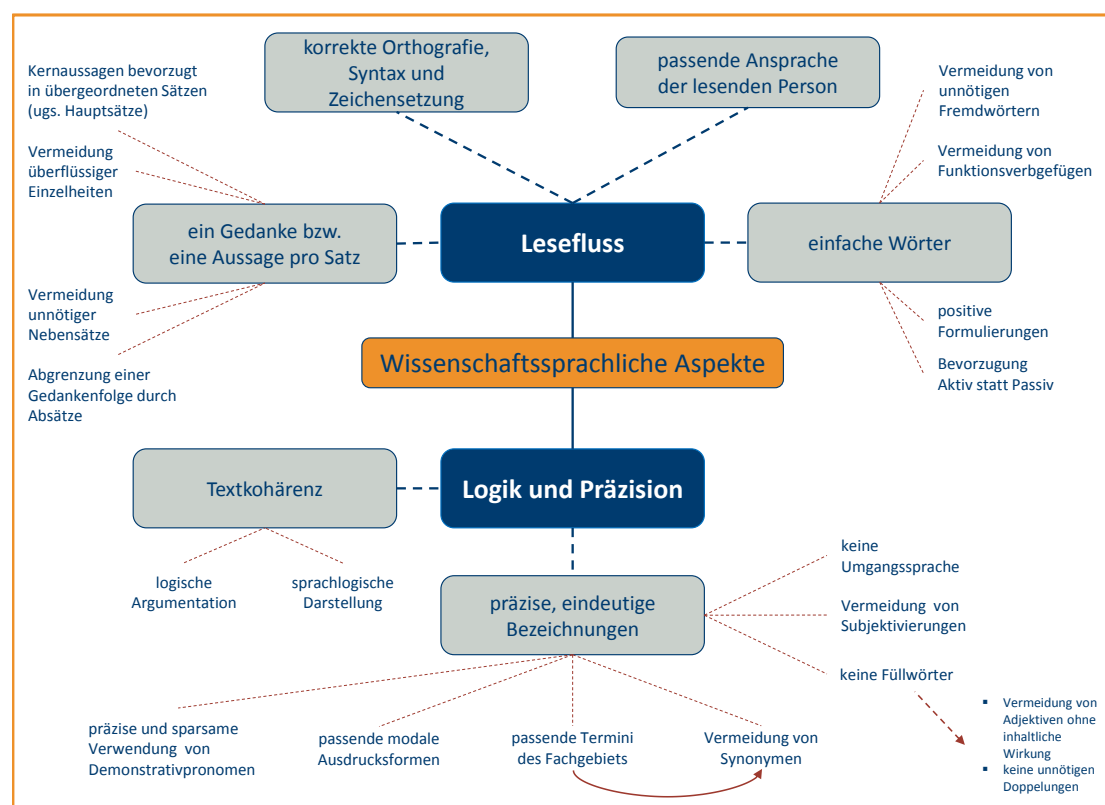 korrekte Orthografie,
Syntax und
Zeichensetzung
passende Ansprache
der lesenden Person
Kernaussagen bevorzugt
in übergeordneten Sätzen
(ugs. Hauptsätze)
Vermeidung
überflüssiger
Einzelheiten
Vermeidung von
unnötigen
Fremdwörtern
Vermeidung von
Funktionsverbgefügen
ein Gedanke bzw.
eine Aussage pro Satz
Lesefluss
einfache Wörter
Vermeidung
unnötiger
Nebensätze
Abgrenzung einer
Gedankenfolge durch
Absätze
positive
Formulierungen
Bevorzugung
Aktiv statt Passiv
Wissenschaftssprachliche Aspekte
Textkohärenz
Logik und Präzision
logische
Argumentation
sprachlogische
Darstellung
präzise, eindeutige
Bezeichnungen
keine
Umgangssprache
Vermeidung von
Subjektivierungen
keine Füllwörter
▪ Vermeidung von
Adjektiven ohne
inhaltliche
Wirkung
▪ keine unnötigen
Doppelungen
präzise und sparsame
Verwendung von
Demonstrativpronomen
passende modale
Ausdrucksformen
passende Termini
des Fachgebiets
Vermeidung von
Synonymen